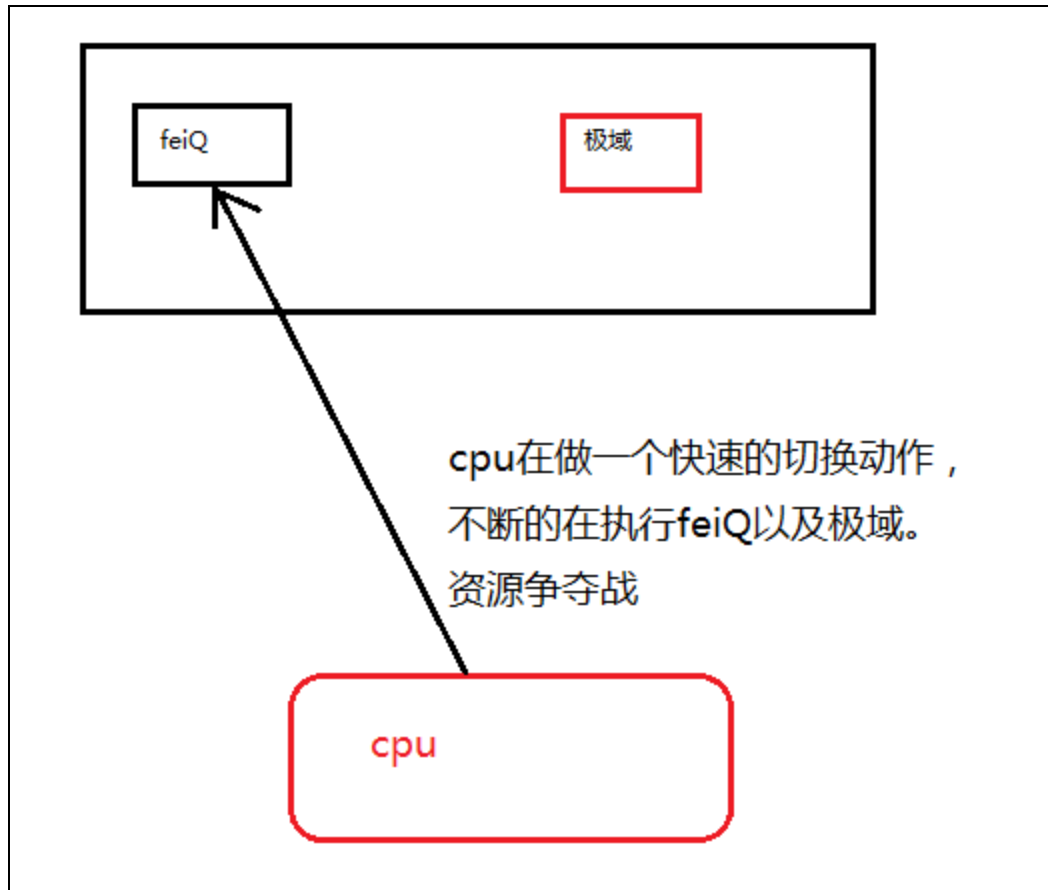 feiQ
极域
cpu在做一个快速的切换动作，
不断的在执行feiQ以及极域。
资源争夺战
cpu